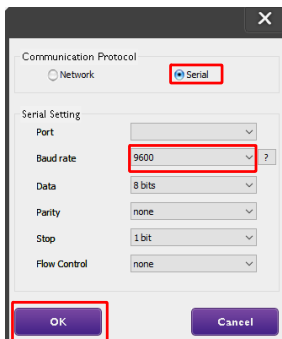 Communication Protocol
Network Serial
Serial Setting
Port
Baud rate 9600 ?
Data 8 bits
Parity none
Stop 1 bit
Flow Control none
OK Cancel